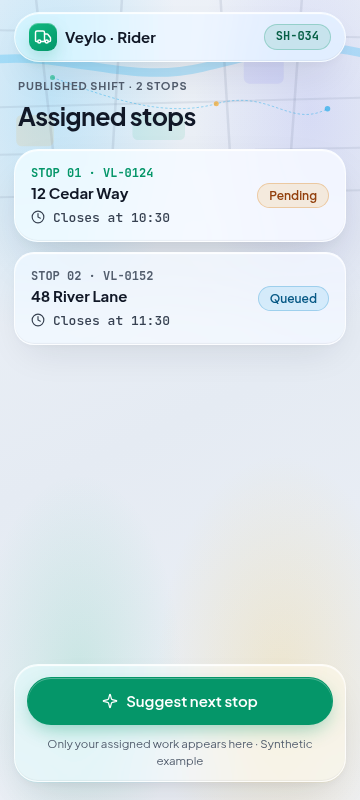 Veylo · Rider
SH-034
PUBLISHED SHIFT · 2 STOPS
Assigned stops
STOP 01 · VL-0124
12 Cedar Way
Pending
Closes at 10:30
STOP 02 · VL-0152
48 River Lane
Queued
Closes at 11:30
Suggest next stop
Only your assigned work appears here · Synthetic
example